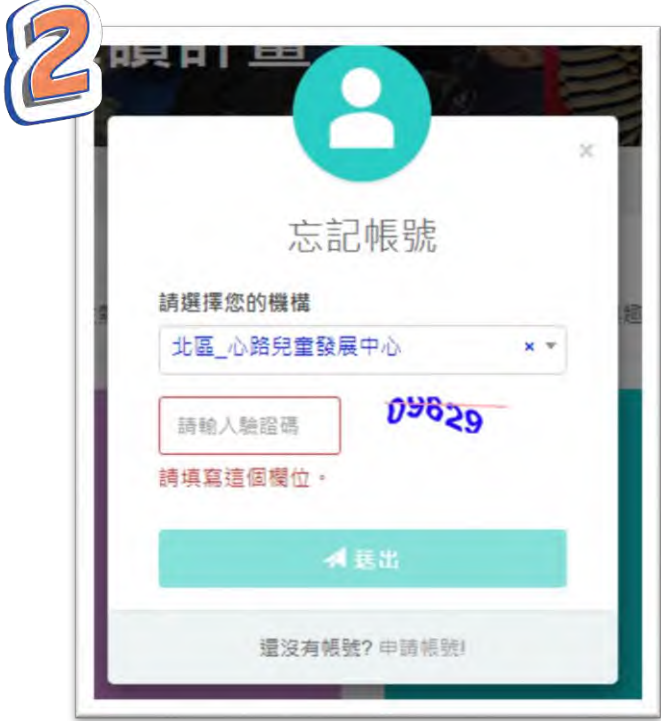 2
忘記帳號
×
請選擇您的機構
北區_心路兒童發展中心
×
請輸入驗證碼
請填寫這個欄位。
送出
還沒有帳號? 申請帳號!